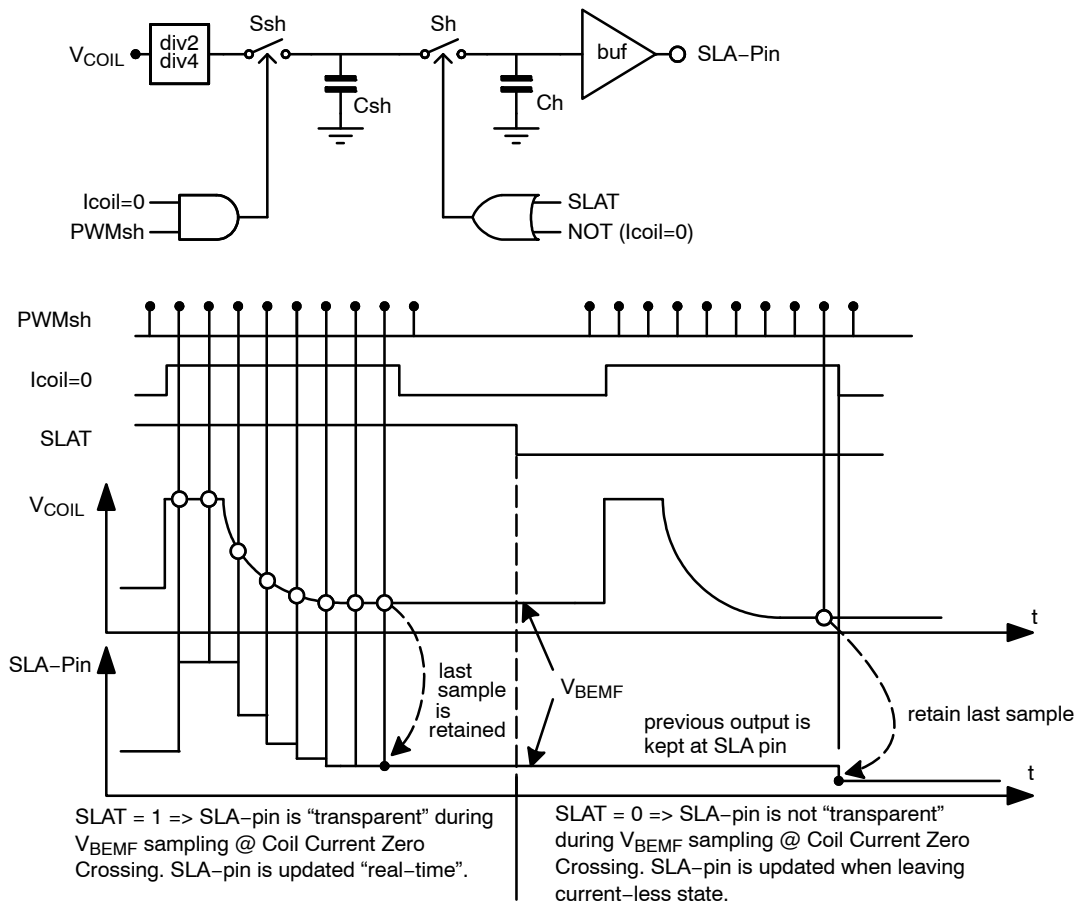 Ssh
Sh
V_COIL
div2
div4
buf
SLA−Pin
Csh
Ch
Icoil=0
PWMsh
SLAT
NOT (Icoil=0)
PWMsh
Icoil=0
SLAT
V_COIL
t
SLA−Pin
last
sample
is
retained
V_BEMF
previous output is
kept at SLA pin
retain last sample
t
SLAT = 1 => SLA−pin is “transparent” during
V_BEMF sampling @ Coil Current Zero
Crossing. SLA−pin is updated “real−time”.
SLAT = 0 => SLA−pin is not “transparent”
during V_BEMF sampling @ Coil Current Zero
Crossing. SLA−pin is updated when leaving
current−less state.